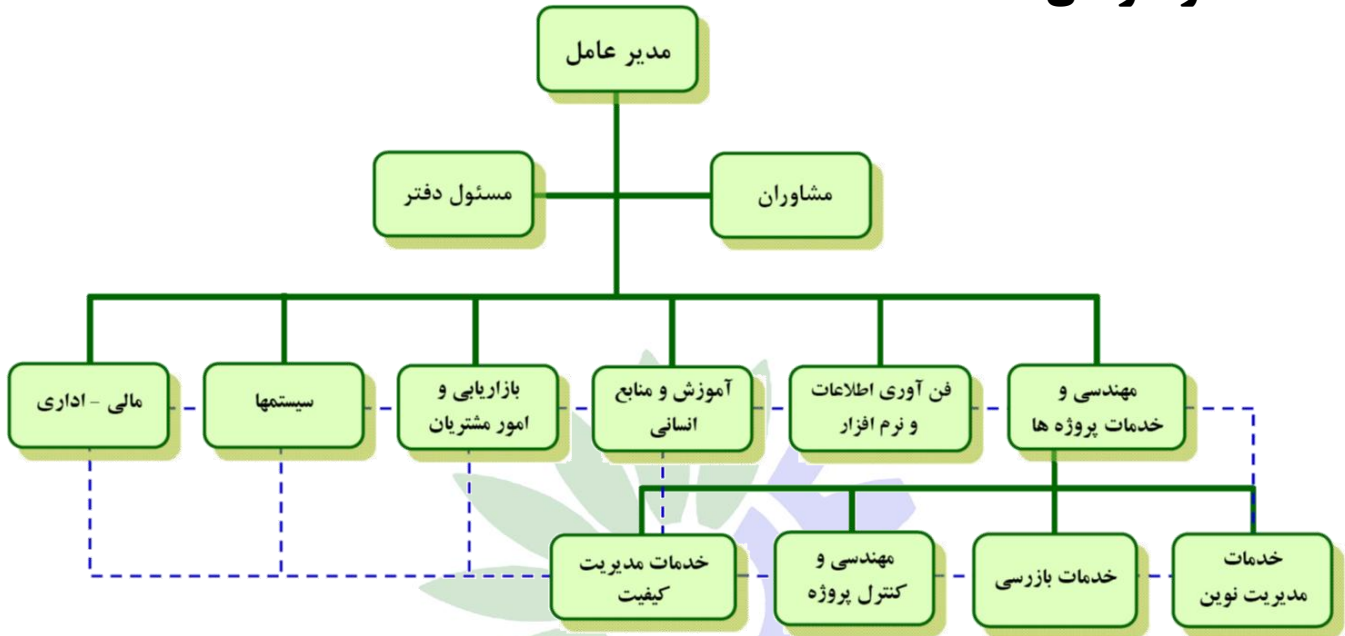 مدیر عامل
مشاوران
مسئول دفتر
مهندسی و
خدمات پروژه ها
فن آوری اطلاعات
و نرم افزار
آموزش و منابع
انسانی
بازاریابی و
امور مشتریان
سیستمها
مالی - اداری
خدمات
مدیریت نوین
خدمات بازرسی
مهندسی و
کنترل پروژه
خدمات مدیریت
کیفیت